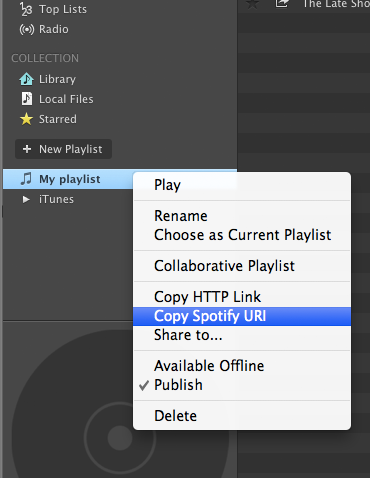 Top Lists
The Late Sho
Radio
COLLECTION
Library
Local Files
Starred
+ New Playlist
My playlist
iTunes
Play
Rename
Choose as Current Playlist
Collaborative Playlist
Copy HTTP Link
Copy Spotify URI
Share to...
Available Offline
Publish
Delete